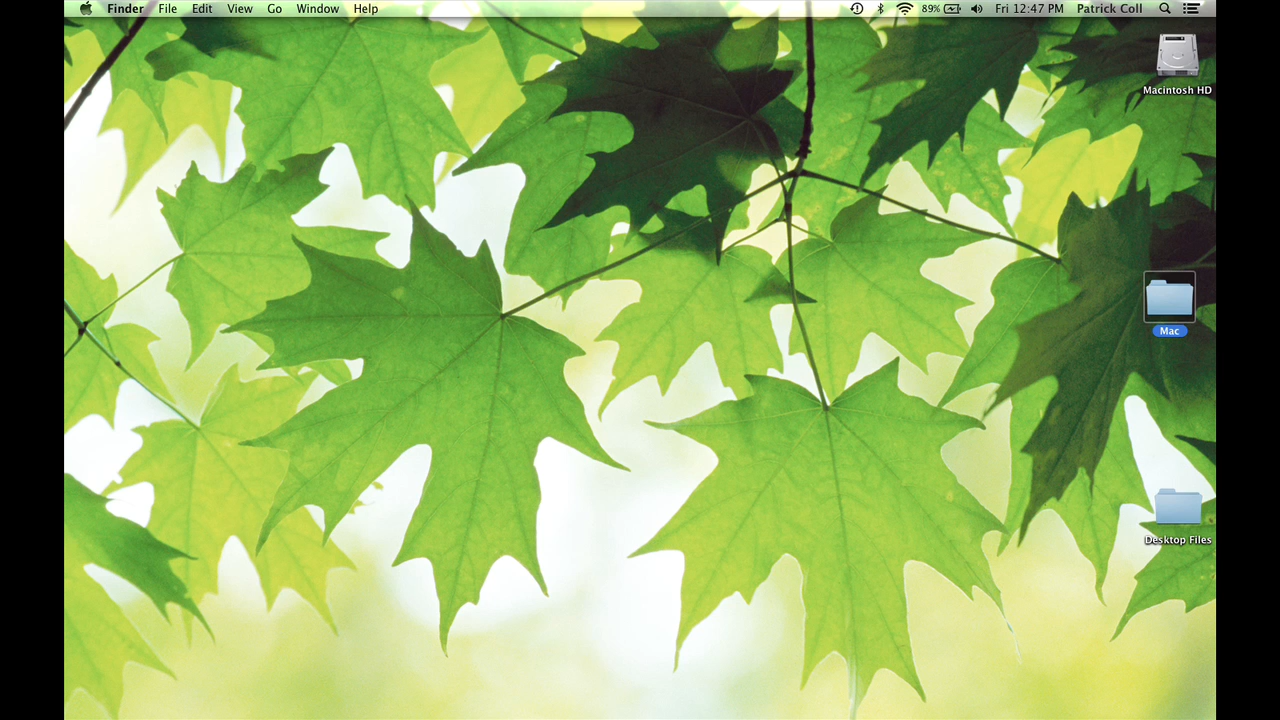 Finder File Edit View Go Window Help 89% Fri 12:47 PM Patrick Coll
Macintosh HD
Mac
Desktop Files